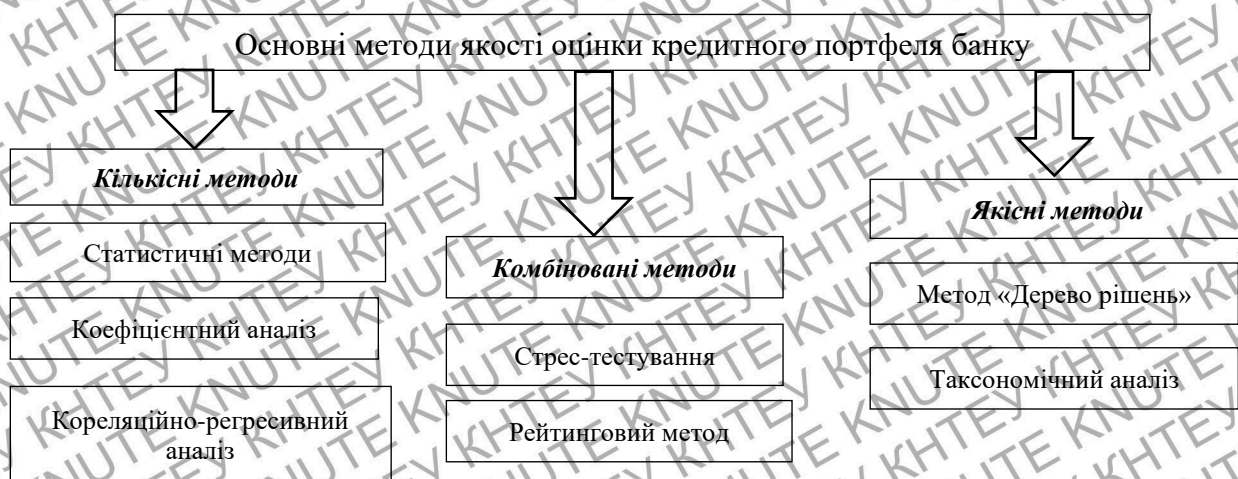 Основні методи якості оцінки кредитного портфеля банку
Кількісні методи
Статистичні методи
Коефіцієнтний аналіз
Кореляційно-регресивний
аналіз
Комбіновані методи
Стрес-тестування
Рейтинговий метод
Якісні методи
Метод «Дерево рішень»
Таксономічний аналіз